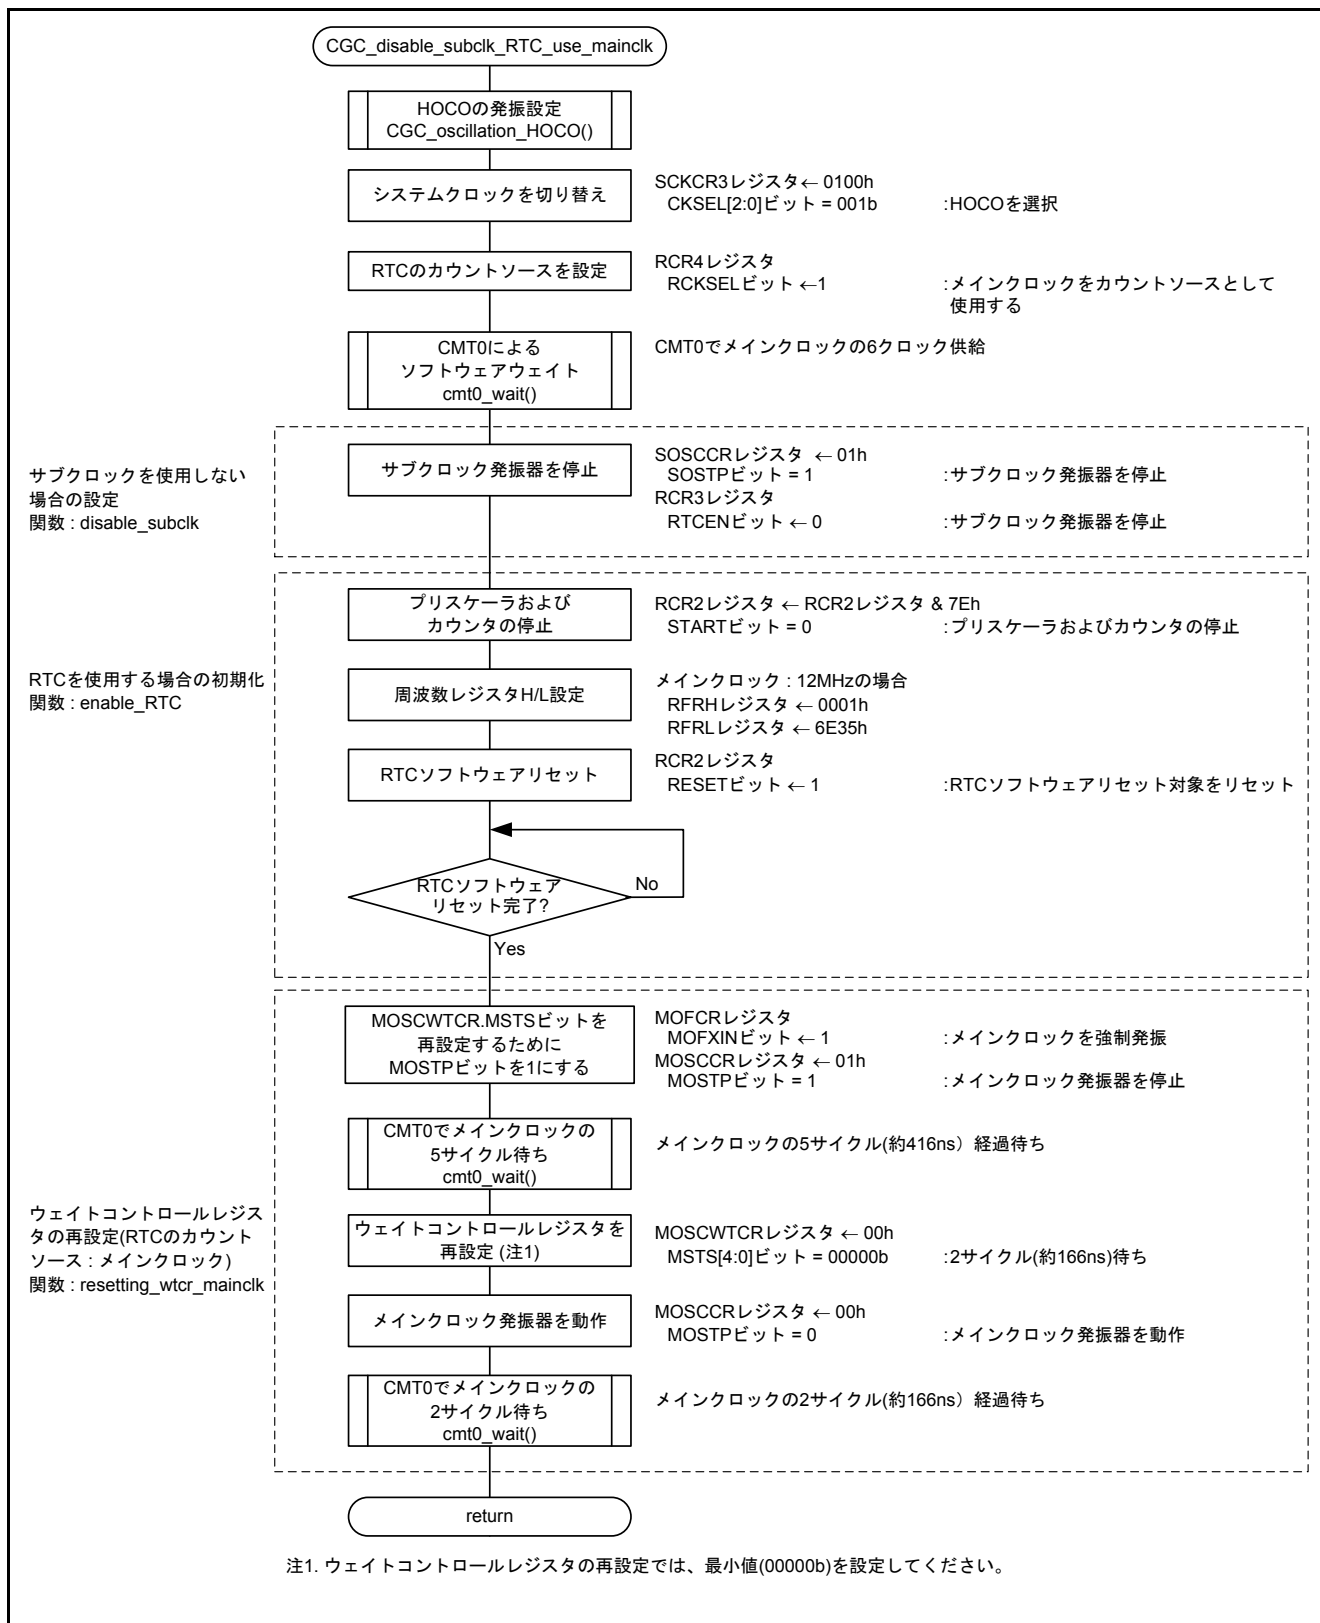 CGC_disable_subclk_RTC_use_mainclk
HOCOの発振設定
CGC_oscillation_HOCO()
システムクロックを切り替え
SCKCR3レジスタ← 0100h
CKSEL[2:0]ビット = 001b :HOCOを選択
RTCのカウントソースを設定
RCR4レジスタ
RCKSELビット ←1 :メインクロックをカウントソースとして
使用する
CMT0による
ソフトウェアウェイト
cmt0_wait()
CMT0でメインクロックの6クロック供給
サブクロックを使用しない
場合の設定
関数 : disable_subclk
サブクロック発振器を停止
SOSCCRレジスタ ← 01h
SOSTPビット = 1 :サブクロック発振器を停止
RCR3レジスタ
RTCENビット ← 0 :サブクロック発振器を停止
RTCを使用する場合の初期化
関数 : enable_RTC
プリスケーラおよび
カウンタの停止
RCR2レジスタ ← RCR2レジスタ & 7Eh
STARTビット = 0 :プリスケーラおよびカウンタの停止
周波数レジスタH/L設定
メインクロック : 12MHzの場合
RFRHレジスタ ← 0001h
RFRLレジスタ ← 6E35h
RTCソフトウェアリセット
RCR2レジスタ
RESETビット ← 1 :RTCソフトウェアリセット対象をリセット
RTCソフトウェア
リセット完了?
No
Yes
ウェイトコントロールレジス
タの再設定(RTCのカウント
ソース : メインクロック)
関数 : resetting_wtcr_mainclk
MOSCWTCR.MSTSビットを
再設定するために
MOSTPビットを1にする
MOFCRレジスタ
MOFXINビット ← 1 :メインクロックを強制発振
MOSCCRレジスタ ← 01h
MOSTPビット = 1 :メインクロック発振器を停止
CMT0でメインクロックの
5サイクル待ち
cmt0_wait()
メインクロックの5サイクル(約416ns）経過待ち
ウェイトコントロールレジスタを
再設定 (注1)
MOSCWTCRレジスタ ← 00h
MSTS[4:0]ビット = 00000b :2サイクル(約166ns)待ち
メインクロック発振器を動作
MOSCCRレジスタ ← 00h
MOSTPビット = 0 :メインクロック発振器を動作
CMT0でメインクロックの
2サイクル待ち
cmt0_wait()
メインクロックの2サイクル(約166ns）経過待ち
return
注1. ウェイトコントロールレジスタの再設定では、最小値(00000b)を設定してください。